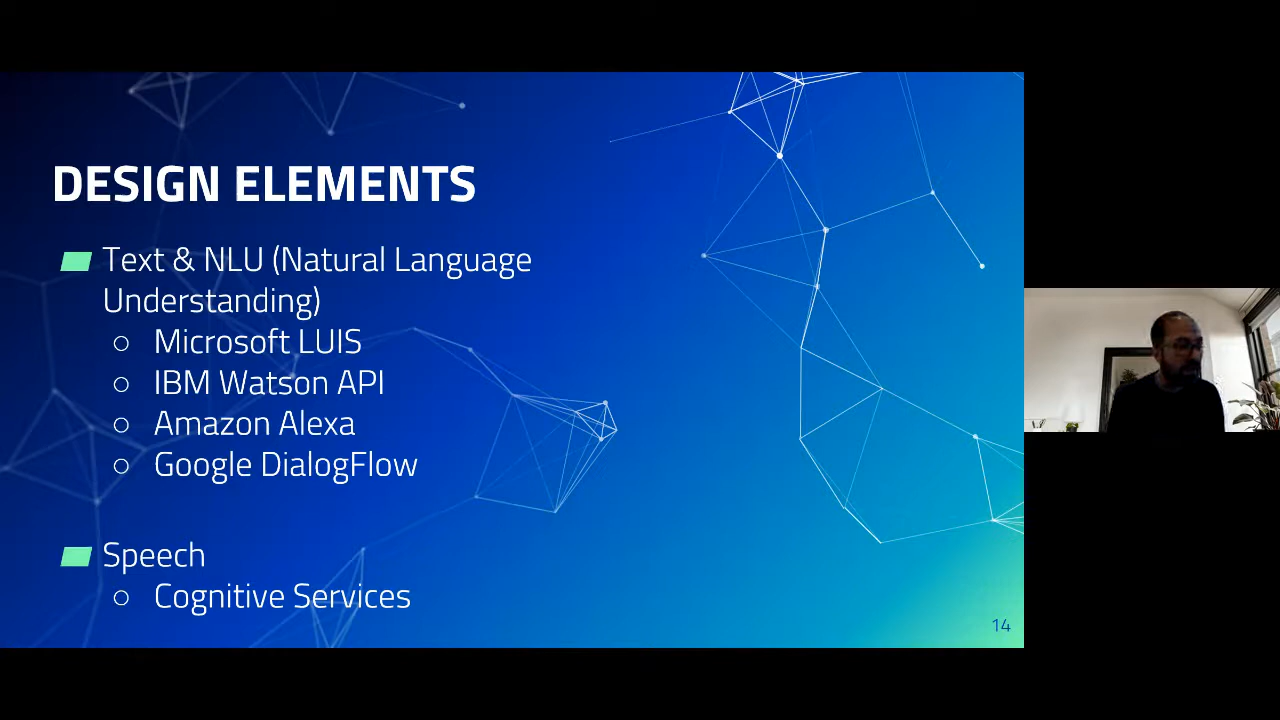 DESIGN ELEMENTS
Text & NLU (Natural Language
Understanding)
Microsoft LUIS
IBM Watson API
Amazon Alexa
Google DialogFlow
Speech
Cognitive Services
14